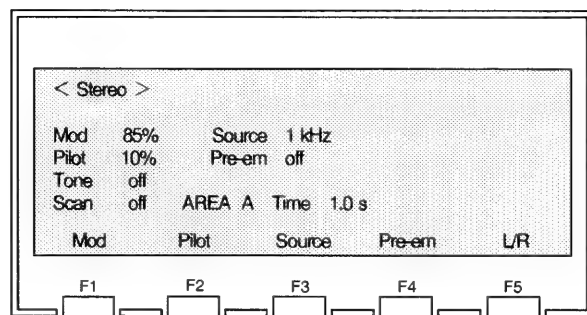 < Stereo >
Mod 85% Source 1 kHz
Pilot 10% Pre-em off
Tone off
Scan off AREA A Time 1.0 s
Mod Pilot Source Pre-em L/R
F1 F2 F3 F4 F5